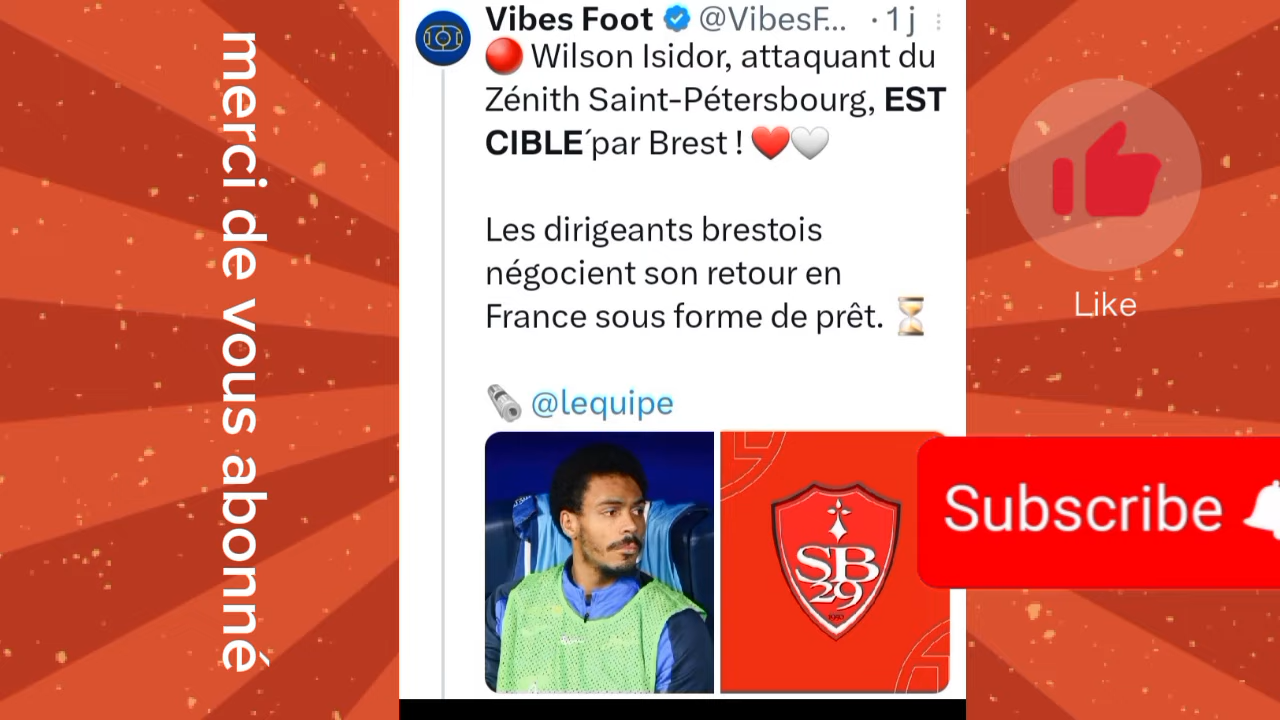 merci de vous abonné
Vibes Foot @VibesF... · 1 j
Wilson Isidor, attaquant du
Zénith Saint-Pétersbourg, EST
CIBLE´par Brest !
Les dirigeants brestois
négocient son retour en
France sous forme de prêt.
@lequipe
SB
29
Like
Subscribe